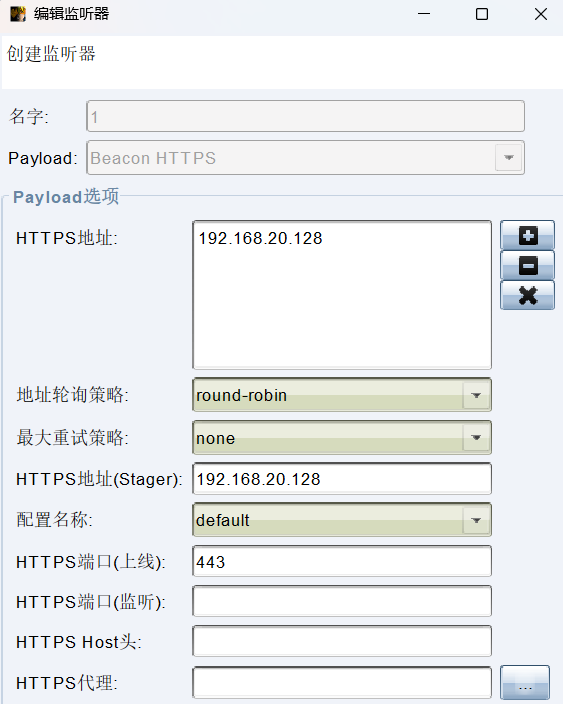 编辑监听器
创建监听器
名字: 1
Payload: Beacon HTTPS
Payload选项
HTTPS地址: 192.168.20.128
地址轮询策略: round-robin
最大重试策略: none
HTTPS地址(Stager): 192.168.20.128
配置名称: default
HTTPS端口(上线): 443
HTTPS端口(监听):
HTTPS Host头:
HTTPS代理: ...